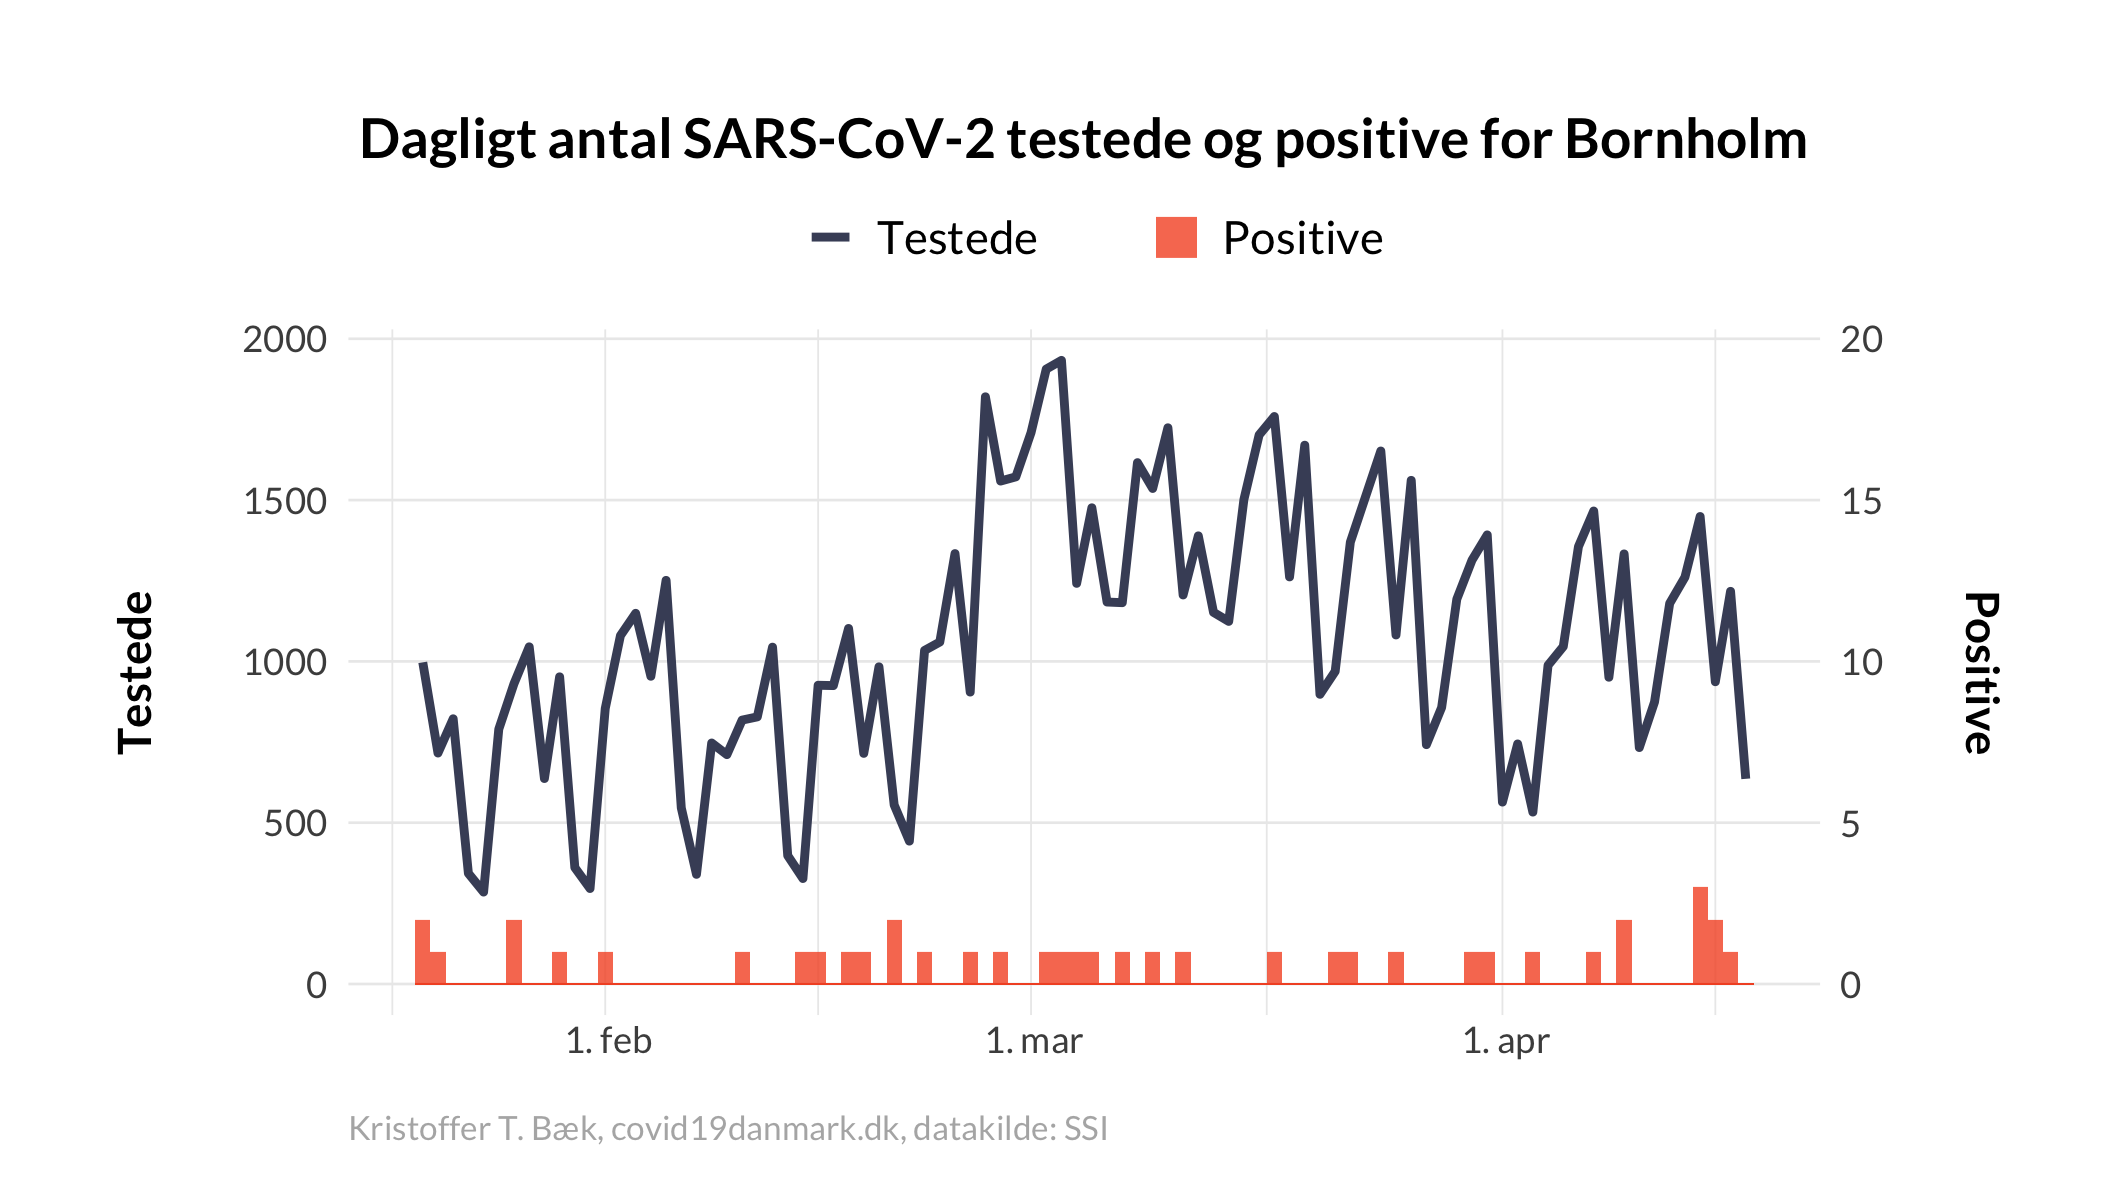 Dagligt antal SARS-CoV-2 testede og positive for Bornholm
Testede
Positive
2000
1500
1000
500
0
Testede
20
15
10
5
0
Positive
1. feb
1. mar
1. apr
Kristoffer T. Bæk, covid19danmark.dk, datakilde: SSI